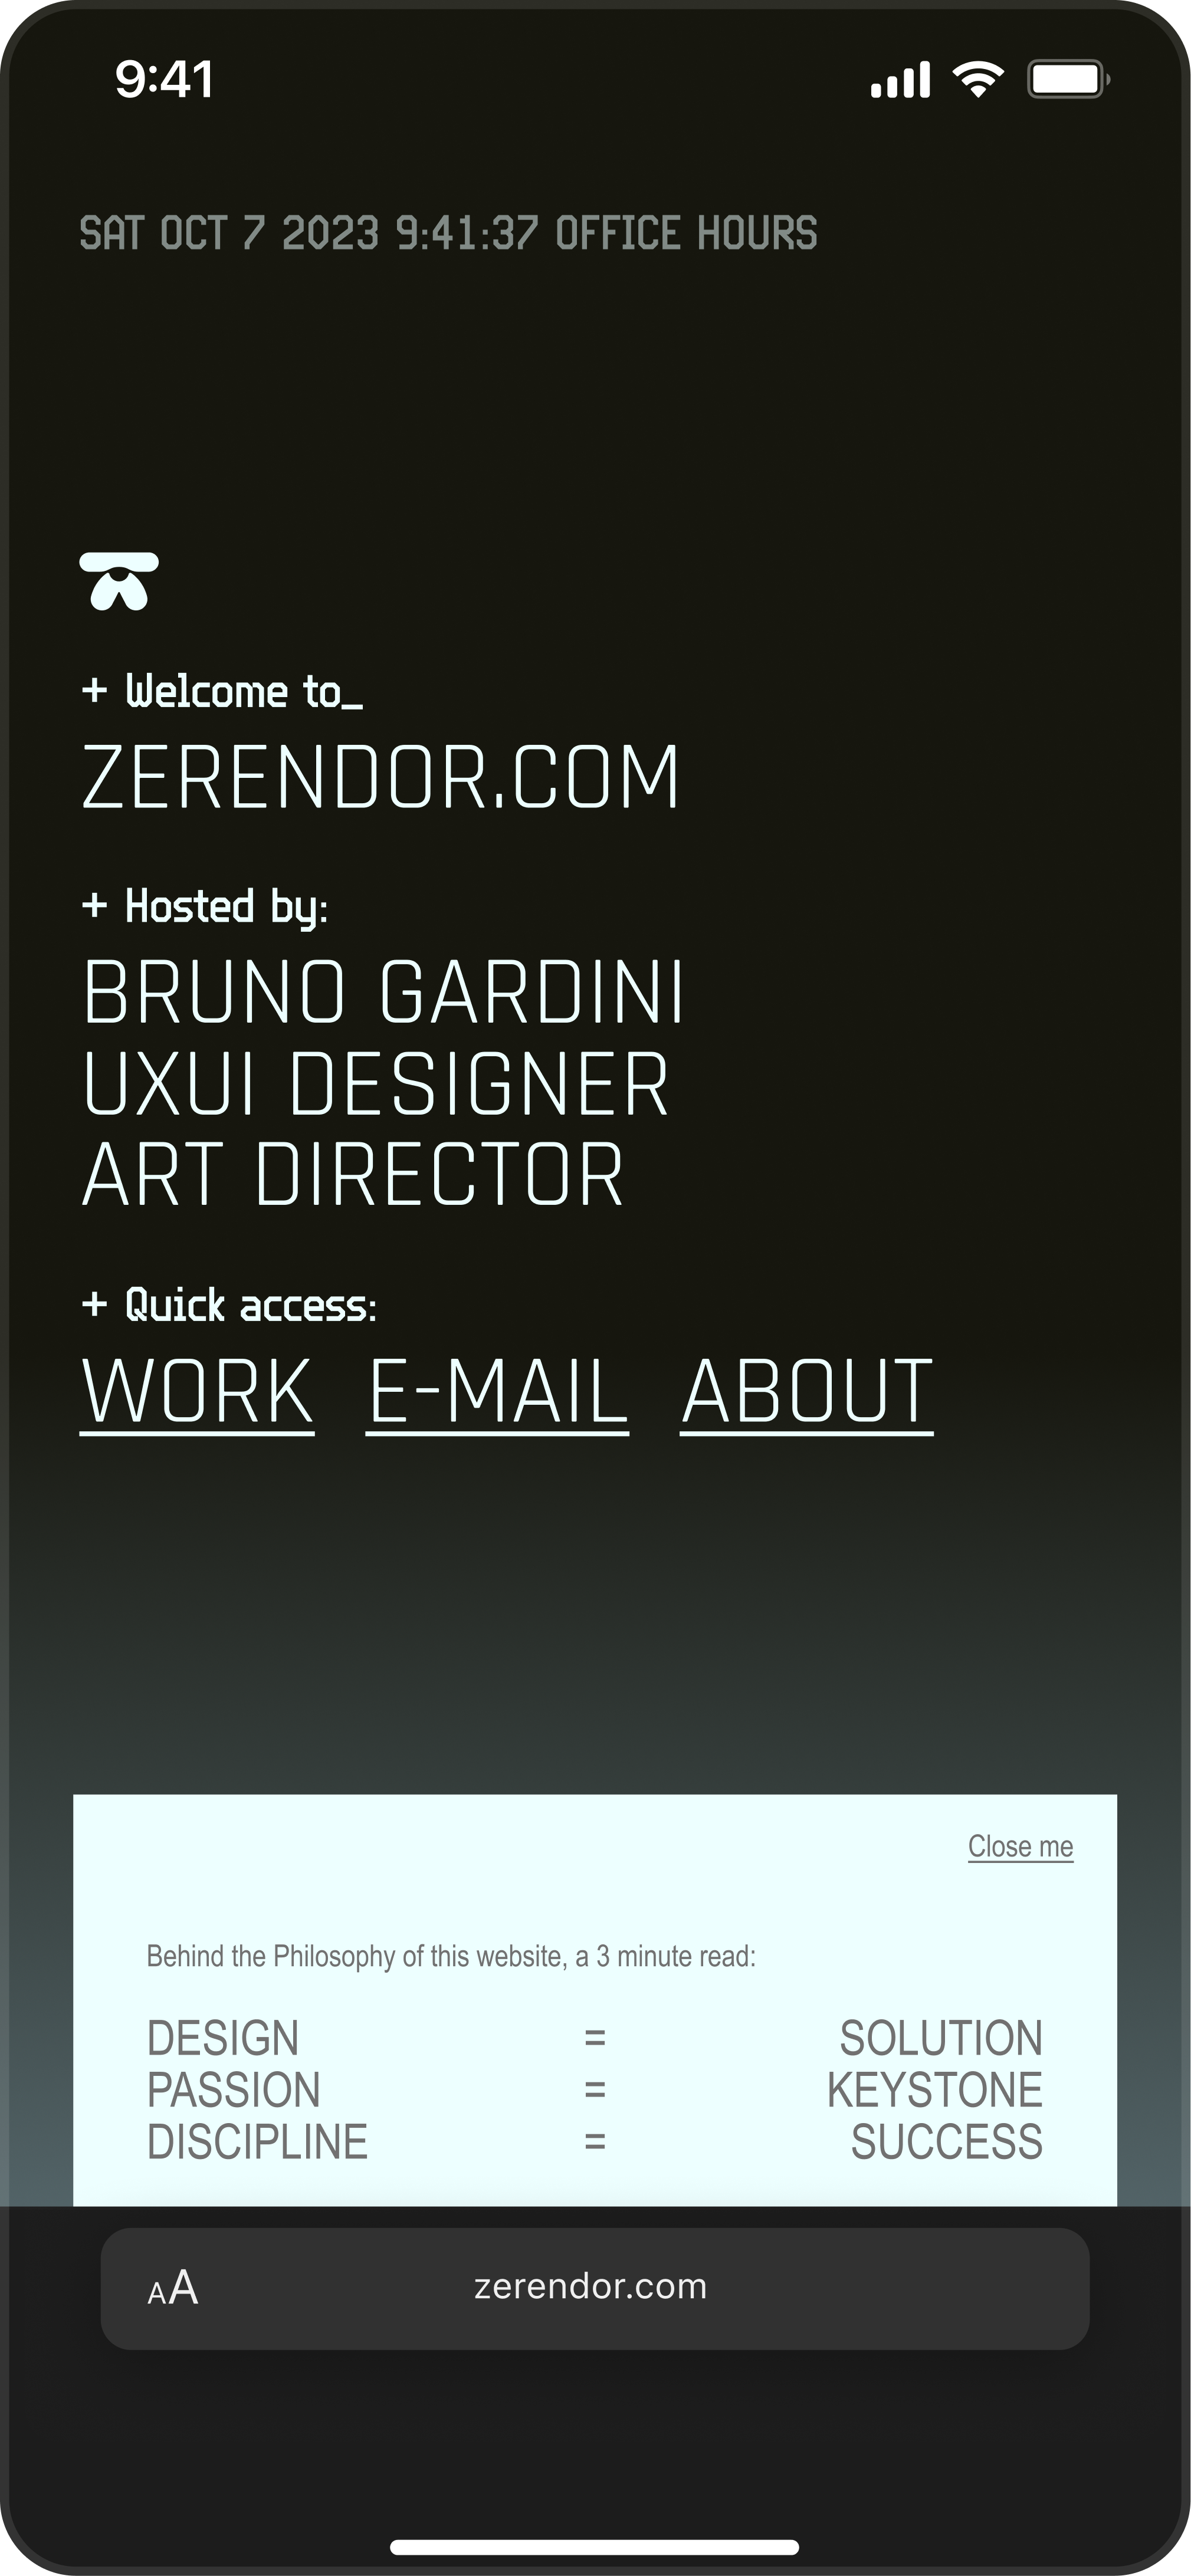 9:41
SAT OCT 7 2023 9:41:37 OFFICE HOURS
+ Welcome to_
ZERENDOR.COM
+ Hosted by:
BRUNO GARDINI
UXUI DESIGNER
ART DIRECTOR
+ Quick access:
WORK E-MAIL ABOUT
Close me
Behind the Philosophy of this website, a 3 minute read:
DESIGN = SOLUTION
PASSION = KEYSTONE
DISCIPLINE = SUCCESS
AA zerendor.com